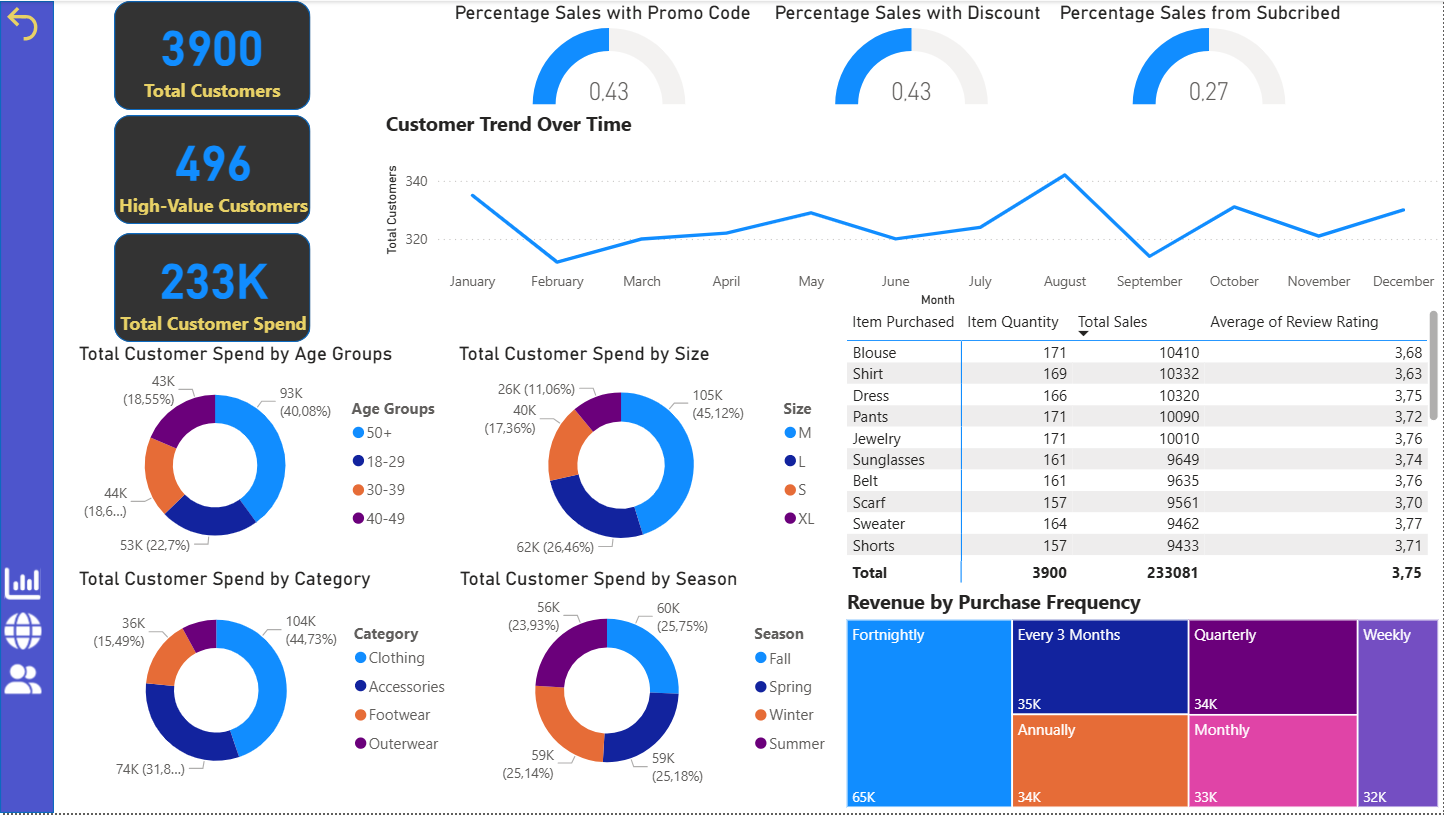 3900
Total Customers
496
High-Value Customers
233K
Total Customer Spend
Percentage Sales with Promo Code
0,43
Percentage Sales with Discount
0,43
Percentage Sales from Subcribed
0,27
Customer Trend Over Time
Total Customers
340
320
January February March April May June July August September October November December
Month
Total Customer Spend by Age Groups
43K
(18,55%)
93K
(40,08%)
44K
(18,6...)
53K (22,7%)
Age Groups
50+
18-29
30-39
40-49
Total Customer Spend by Size
26K (11,06%)
105K
(45,12%)
40K
(17,36%)
62K (26,46%)
Size
M
L
S
XL
Item Purchased Item Quantity Total Sales Average of Review Rating
Blouse 171 10410 3,68
Shirt 169 10332 3,63
Dress 166 10320 3,75
Pants 171 10090 3,72
Jewelry 171 10010 3,76
Sunglasses 161 9649 3,74
Belt 161 9635 3,76
Scarf 157 9561 3,70
Sweater 164 9462 3,77
Shorts 157 9433 3,71
Total 3900 233081 3,75
Total Customer Spend by Category
36K
(15,49%)
104K
(44,73%)
74K (31,8...)
Category
Clothing
Accessories
Footwear
Outerwear
Total Customer Spend by Season
56K
(23,93%)
60K
(25,75%)
59K
(25,14%)
59K
(25,18%)
Season
Fall
Spring
Winter
Summer
Revenue by Purchase Frequency
Fortnightly
65K
Every 3 Months
35K
Quarterly
34K
Weekly
32K
Annually
34K
Monthly
33K